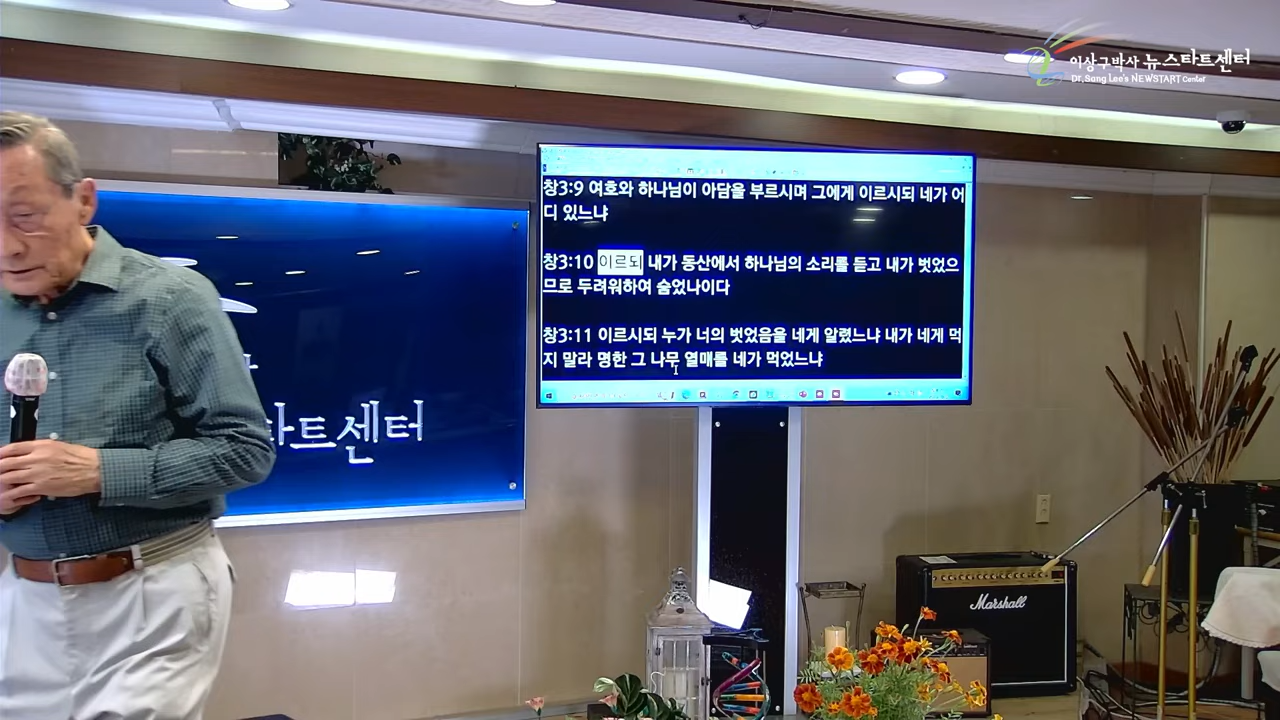 이상구박사 뉴스타트센터
Dr. Sang Lee's NEWSTART Center
창3:9 여호와 하나님이 아담을 부르시며 그에게 이르시되 네가 어
디 있느냐
창3:10 이르되 내가 동산에서 하나님의 소리를 듣고 내가 벗었으
므로 두려워하여 숨었나이다
창3:11 이르시되 누가 너의 벗었음을 네게 알렸느냐 내가 네게 먹
지 말라 명한 그 나무 열매를 네가 먹었느냐
타트센터
Marshall